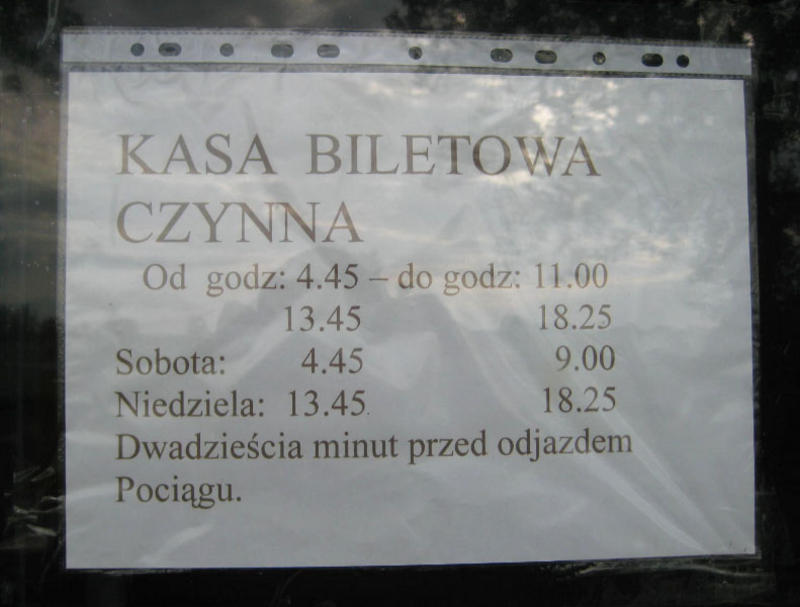 KASA BILETOWA
CZYNNA
Od godz: 4.45 – do godz: 11.00
13.45 18.25
Sobota: 4.45 9.00
Niedziela: 13.45 18.25
Dwadzieścia minut przed odjazdem
Pociągu.